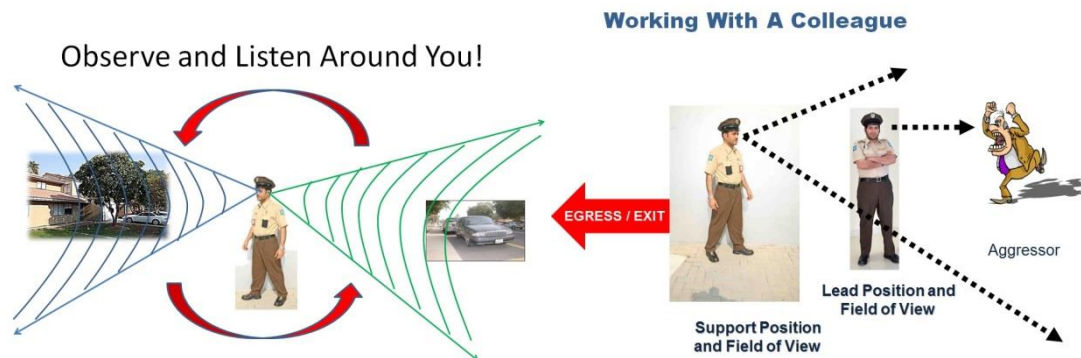 Working With A Colleague
Observe and Listen Around You!
EGRESS / EXIT
Aggressor
Lead Position and
Field of View
Support Position
and Field of View